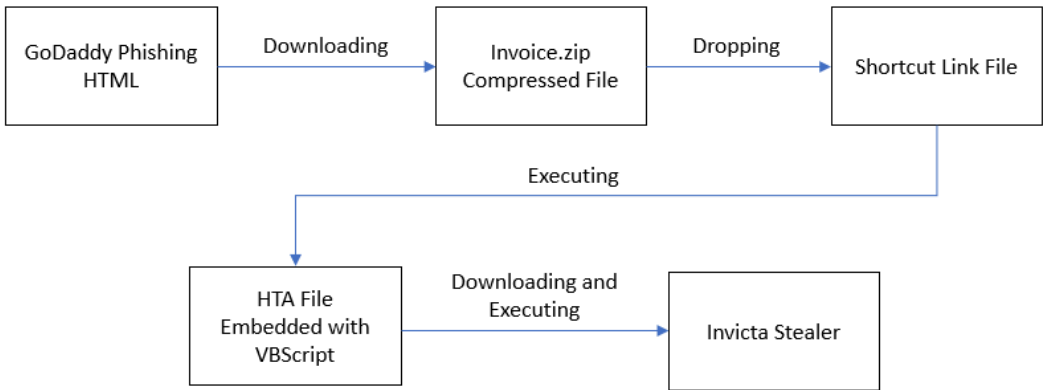 GoDaddy Phishing
HTML
Downloading
Invoice.zip
Compressed File
Dropping
Shortcut Link File
Executing
HTA File
Embedded with
VBScript
Downloading and
Executing
Invicta Stealer